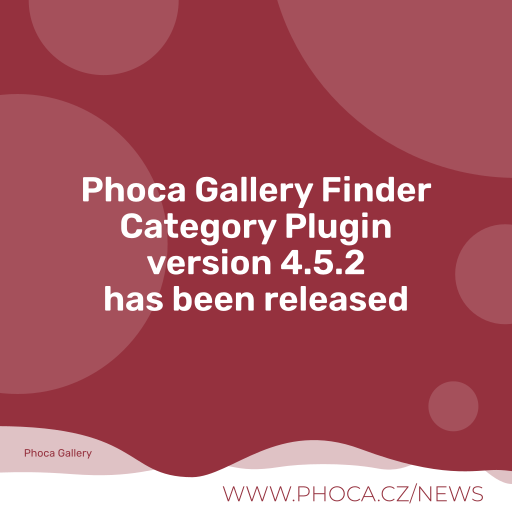 Phoca Gallery Finder
Category Plugin
version 4.5.2
has been released
Phoca Gallery
WWW.PHOCA.CZ/NEWS